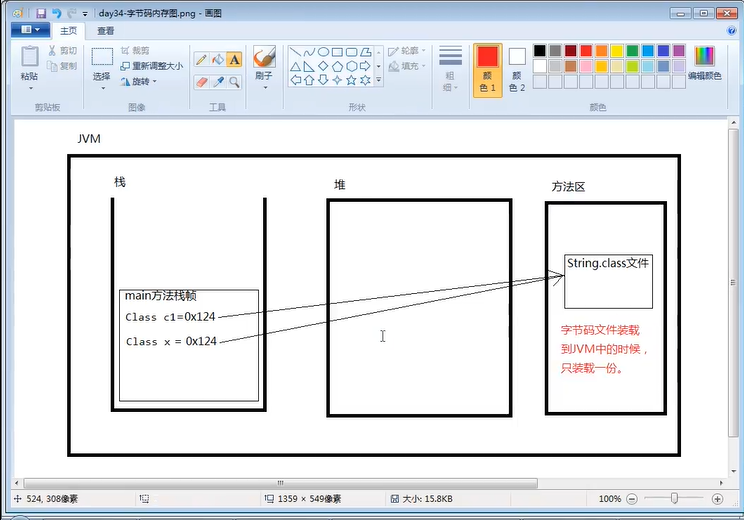 day34-字节码内存图.png - 画图
主页
查看
粘贴
剪切
复制
剪贴板
选择
裁剪
重新调整大小
旋转
图像
A
工具
刷子
形状
轮廓
填充
粗
细
颜
色 1
颜
色 2
颜色
编辑颜色
JVM
栈
堆
方法区
main方法栈帧
Class c1=0x124
Class x = 0x124
String.class文件
字节码文件装载
到JVM中的时候，
只装载一份。
524, 308像素
1359 × 549像素
大小: 15.8KB
100%